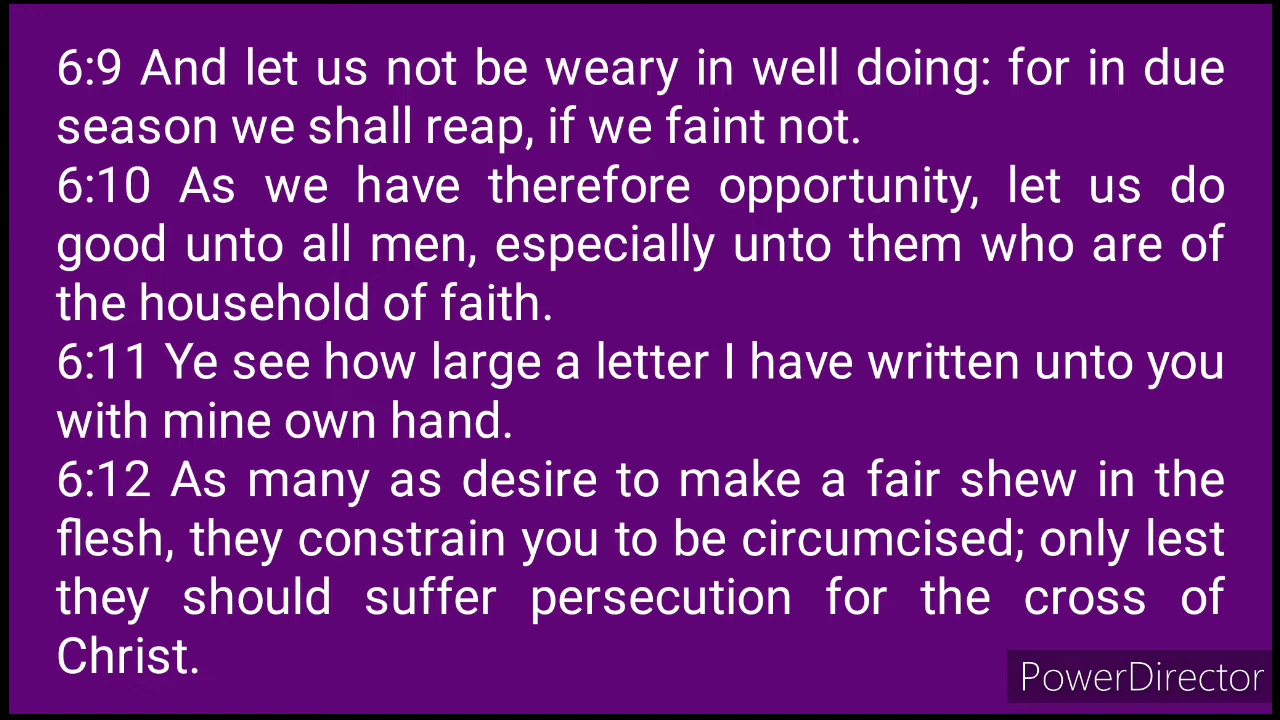 6:9 And let us not be weary in well doing: for in due
season we shall reap, if we faint not.
6:10 As we have therefore opportunity, let us do
good unto all men, especially unto them who are of
the household of faith.
6:11 Ye see how large a letter I have written unto you
with mine own hand.
6:12 As many as desire to make a fair shew in the
flesh, they constrain you to be circumcised; only lest
they should suffer persecution for the cross of
Christ.
PowerDirector